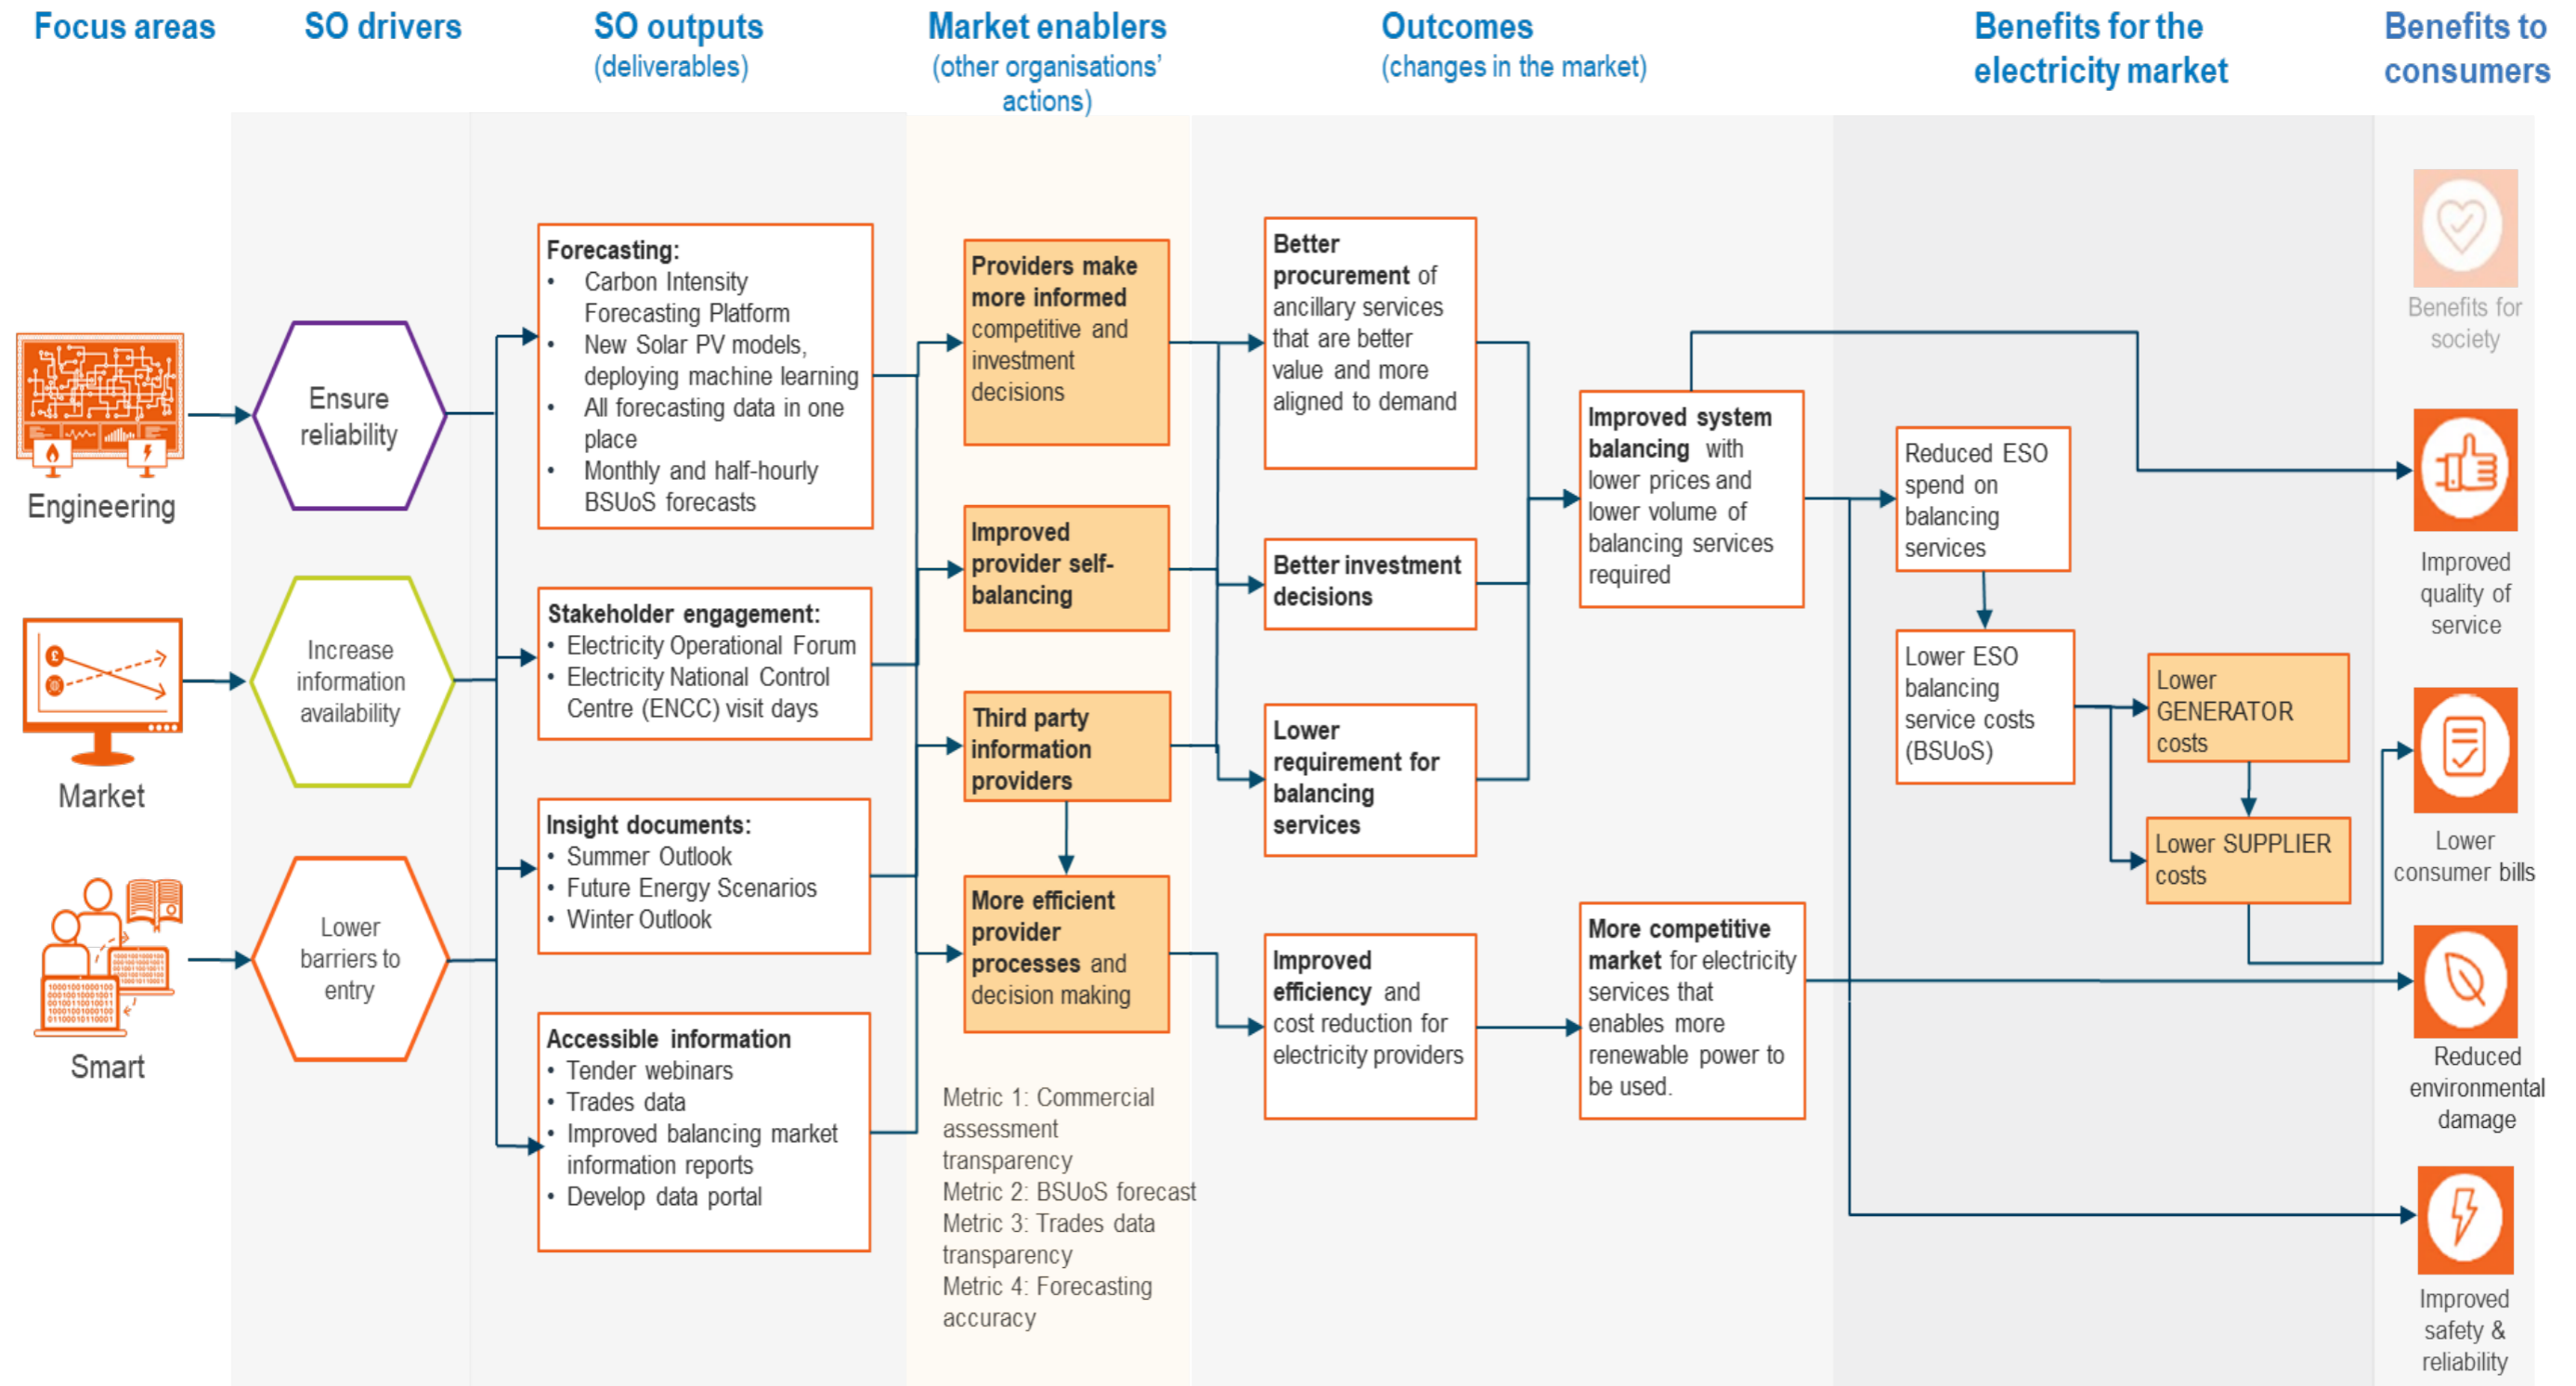 Focus areas
SO drivers
SO outputs
(deliverables)
Market enablers
(other organisations’
actions)
Outcomes
(changes in the market)
Benefits for the
electricity market
Benefits to
consumers
Engineering
Market
Smart
Ensure
reliability
Increase
information
availability
Lower
barriers to
entry
Forecasting:
• Carbon Intensity
Forecasting Platform
• New Solar PV models,
deploying machine learning
• All forecasting data in one
place
• Monthly and half-hourly
BSUoS forecasts
Stakeholder engagement:
• Electricity Operational Forum
• Electricity National Control
Centre (ENCC) visit days
Insight documents:
• Summer Outlook
• Future Energy Scenarios
• Winter Outlook
Accessible information
• Tender webinars
• Trades data
• Improved balancing market
information reports
• Develop data portal
Providers make
more informed
competitive and
investment
decisions
Improved
provider self-
balancing
Third party
information
providers
More efficient
provider
processes and
decision making
Metric 1: Commercial
assessment
transparency
Metric 2: BSUoS forecast
Metric 3: Trades data
transparency
Metric 4: Forecasting
accuracy
Better
procurement of
ancillary services
that are better
value and more
aligned to demand
Better investment
decisions
Lower
requirement for
balancing
services
Improved
efficiency and
cost reduction for
electricity providers
Improved system
balancing with
lower prices and
lower volume of
balancing services
required
More competitive
market for electricity
services that
enables more
renewable power to
be used.
Reduced ESO
spend on
balancing
services
Lower ESO
balancing
service costs
(BSUoS)
Lower
GENERATOR
costs
Lower SUPPLIER
costs
Benefits for
society
Improved
quality of
service
Lower
consumer bills
Reduced
environmental
damage
Improved
safety &
reliability